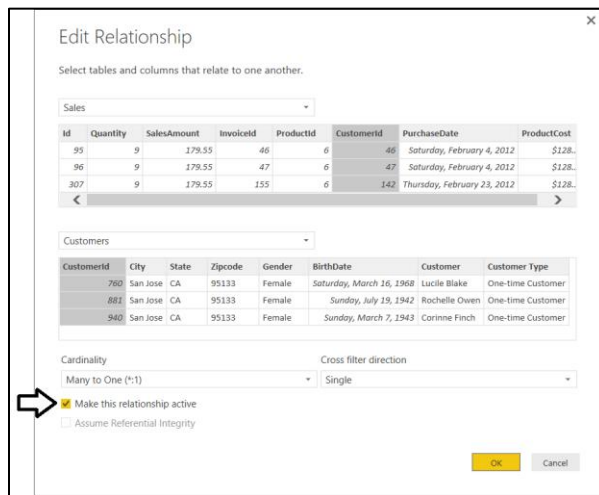 Edit Relationship
Select tables and columns that relate to one another.
Sales
Id Quantity SalesAmount InvoiceId ProductId CustomerId PurchaseDate ProductCost
95 9 179.55 46 6 46 Saturday, February 4, 2012 $128..
96 9 179.55 47 6 47 Saturday, February 4, 2012 $128..
307 9 179.55 155 6 142 Thursday, February 23, 2012 $128..
Customers
CustomerId City State Zipcode Gender BirthDate Customer Customer Type
760 San Jose CA 95133 Female Saturday, March 16, 1968 Lucile Blake One-time Customer
881 San Jose CA 95133 Female Sunday, July 19, 1942 Rochelle Owen One-time Customer
940 San Jose CA 95133 Female Sunday, March 7, 1943 Corinne Finch One-time Customer
Cardinality Cross filter direction
Many to One (*:1) Single
Make this relationship active
Assume Referential Integrity
OK Cancel